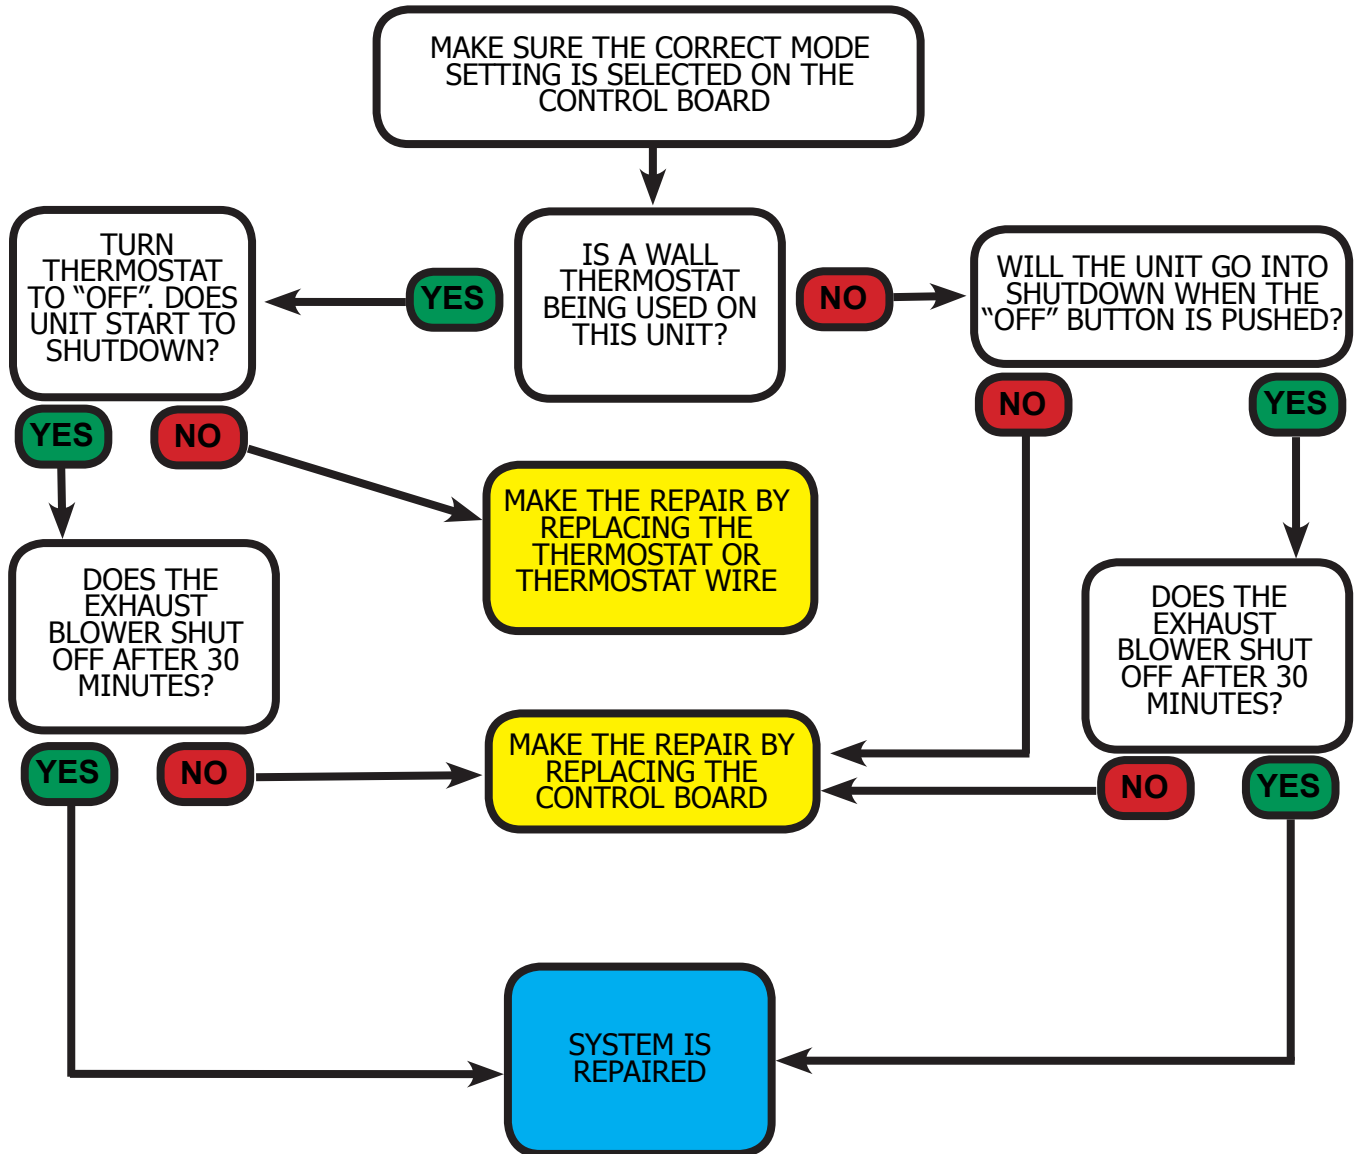 MAKE SURE THE CORRECT MODE
SETTING IS SELECTED ON THE
CONTROL BOARD
TURN
THERMOSTAT
TO “OFF”. DOES
UNIT START TO
SHUTDOWN?
YES
IS A WALL
THERMOSTAT
BEING USED ON
THIS UNIT?
NO
WILL THE UNIT GO INTO
SHUTDOWN WHEN THE
“OFF” BUTTON IS PUSHED?
YES
NO
NO
YES
MAKE THE REPAIR BY
REPLACING THE
THERMOSTAT OR
THERMOSTAT WIRE
DOES THE
EXHAUST
BLOWER SHUT
OFF AFTER 30
MINUTES?
DOES THE
EXHAUST
BLOWER SHUT
OFF AFTER 30
MINUTES?
YES
NO
MAKE THE REPAIR BY
REPLACING THE
CONTROL BOARD
NO
YES
SYSTEM IS
REPAIRED